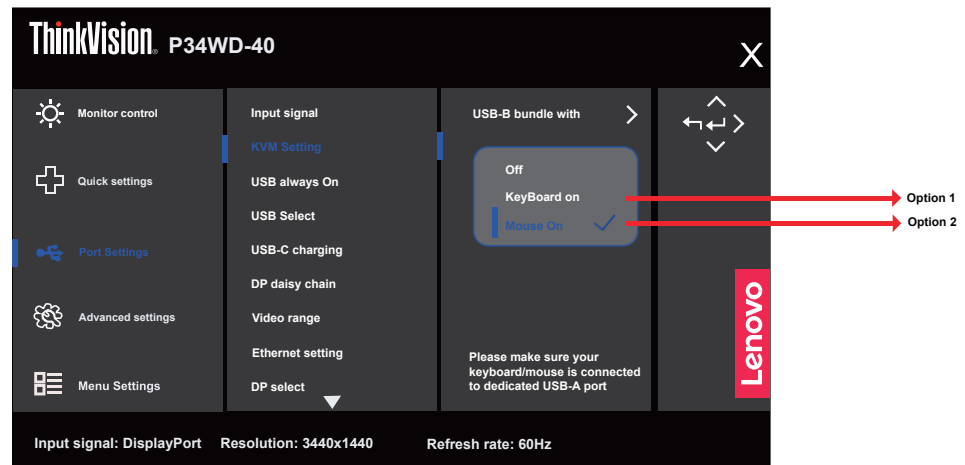 ThinkVision® P34WD-40
X
Monitor control
Quick settings
Port Settings
Advanced settings
Menu Settings
Input signal
KVM Setting
USB always On
USB Select
USB-C charging
DP daisy chain
Video range
Ethernet setting
DP select
USB-B bundle with
Off
KeyBoard on
Mouse On
Please make sure your
keyboard/mouse is connected
to dedicated USB-A port
Option 1
Option 2
Lenovo
Input signal: DisplayPort Resolution: 3440x1440 Refresh rate: 60Hz